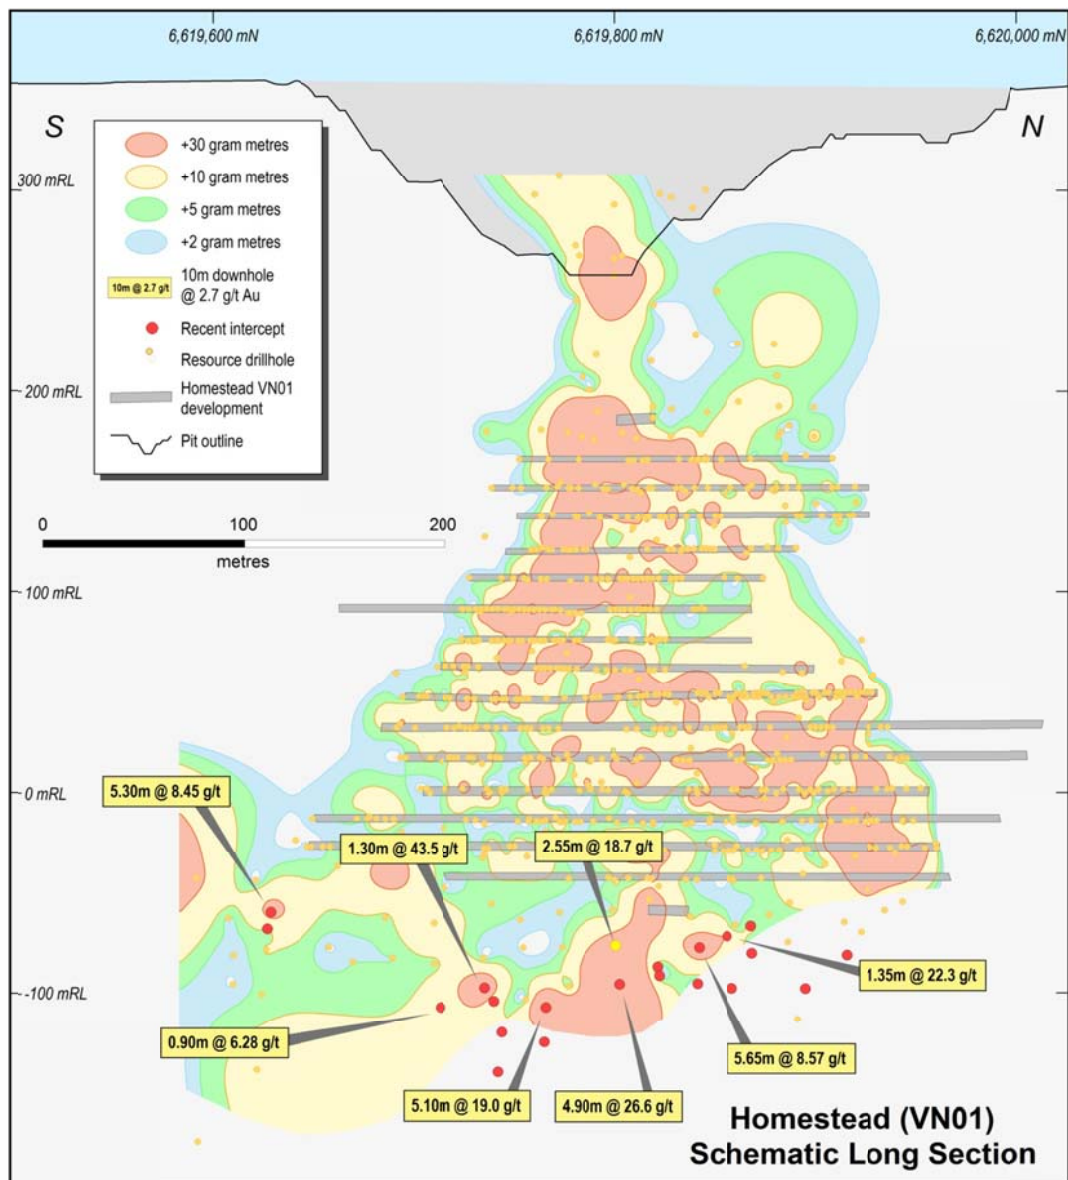 6,619,600 mN
6,619,800 mN
6,620,000 mN
S
N
+30 gram metres
+10 gram metres
+5 gram metres
+2 gram metres
10m @ 2.7 g/t
10m downhole
@ 2.7 g/t Au
Recent intercept
Resource drillhole
Homestead VN01
development
Pit outline
300 mRL
200 mRL
0
100
200
metres
100 mRL
0 mRL
-100 mRL
5.30m @ 8.45 g/t
1.30m @ 43.5 g/t
2.55m @ 18.7 g/t
1.35m @ 22.3 g/t
0.90m @ 6.28 g/t
5.65m @ 8.57 g/t
5.10m @ 19.0 g/t
4.90m @ 26.6 g/t
Homestead (VN01)
Schematic Long Section